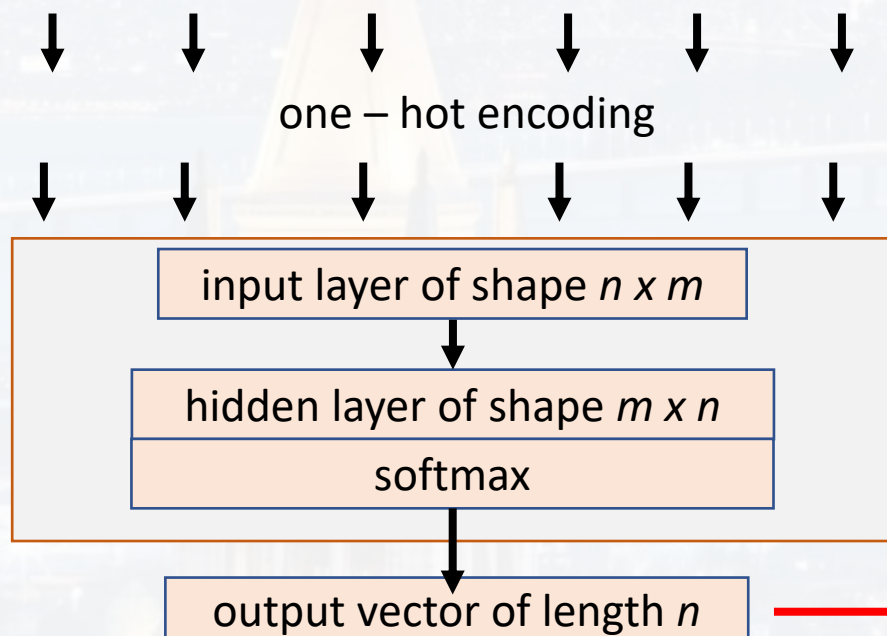 one – hot encoding
input layer of shape n x m
hidden layer of shape m x n
softmax
output vector of length n